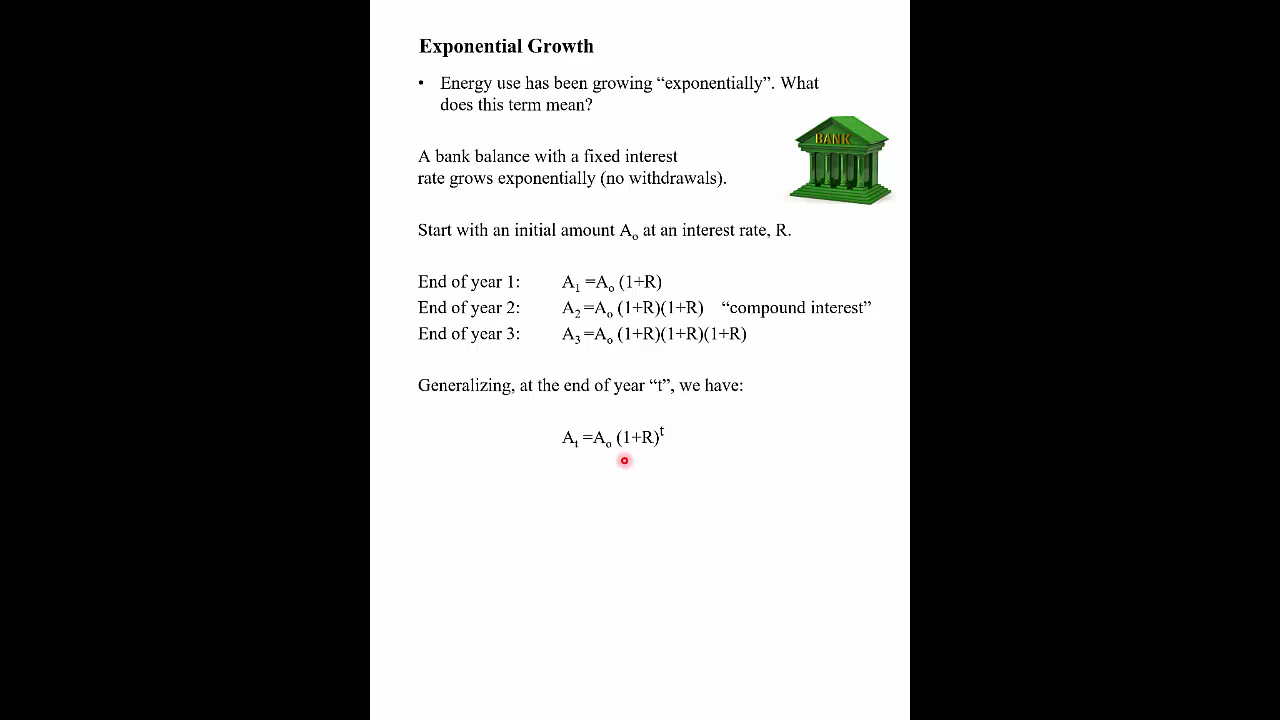 Exponential Growth
• Energy use has been growing “exponentially”. What
does this term mean?
BANK
A bank balance with a fixed interest
rate grows exponentially (no withdrawals).
Start with an initial amount Aₒ at an interest rate, R.
End of year 1: A₁ =Aₒ (1+R)
End of year 2: A₂ =Aₒ (1+R)(1+R) “compound interest”
End of year 3: A₃ =Aₒ (1+R)(1+R)(1+R)
Generalizing, at the end of year “t”, we have:
Aₜ =Aₒ (1+R)ᵗ